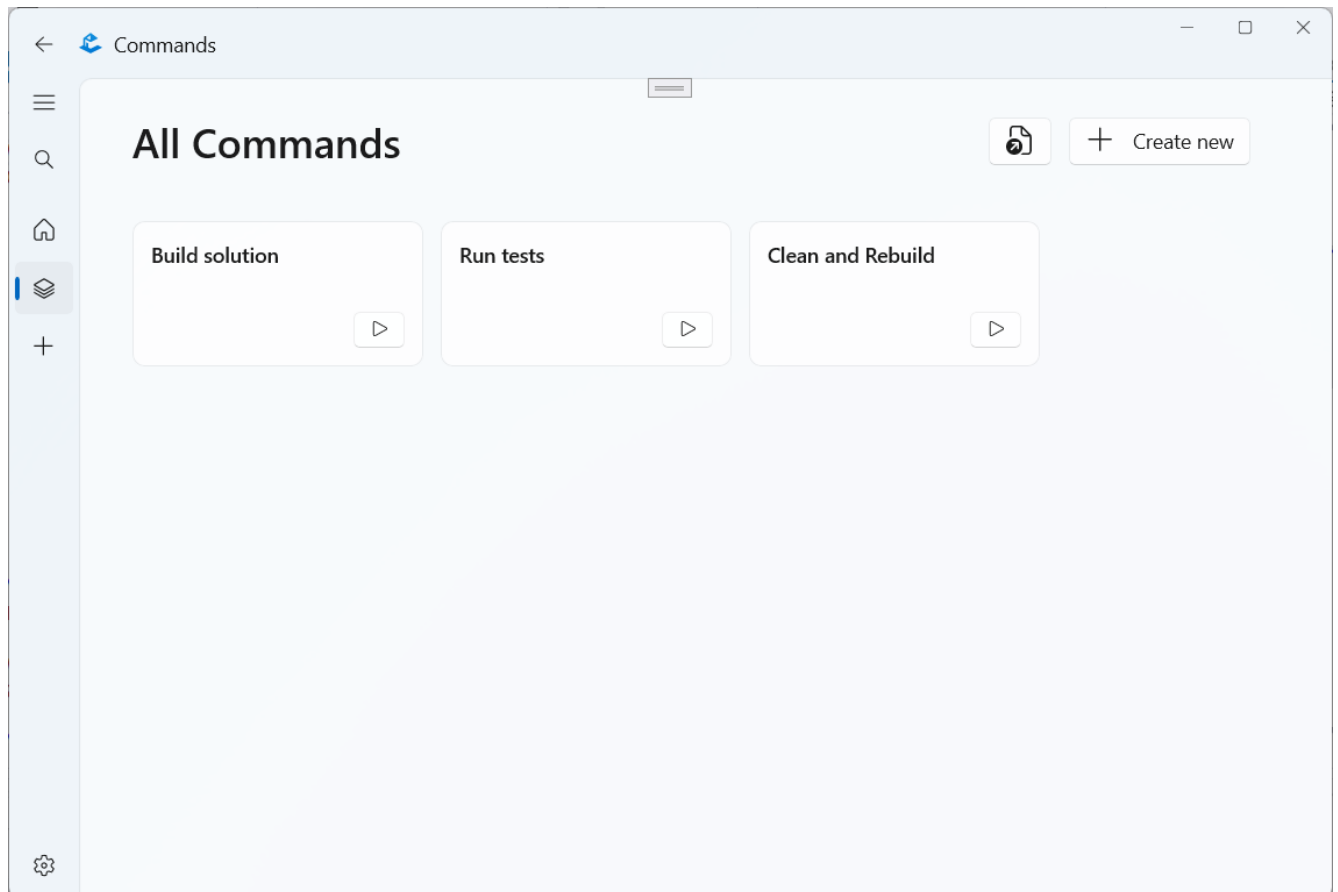 Commands
All Commands
Create new
Build solution
Run tests
Clean and Rebuild